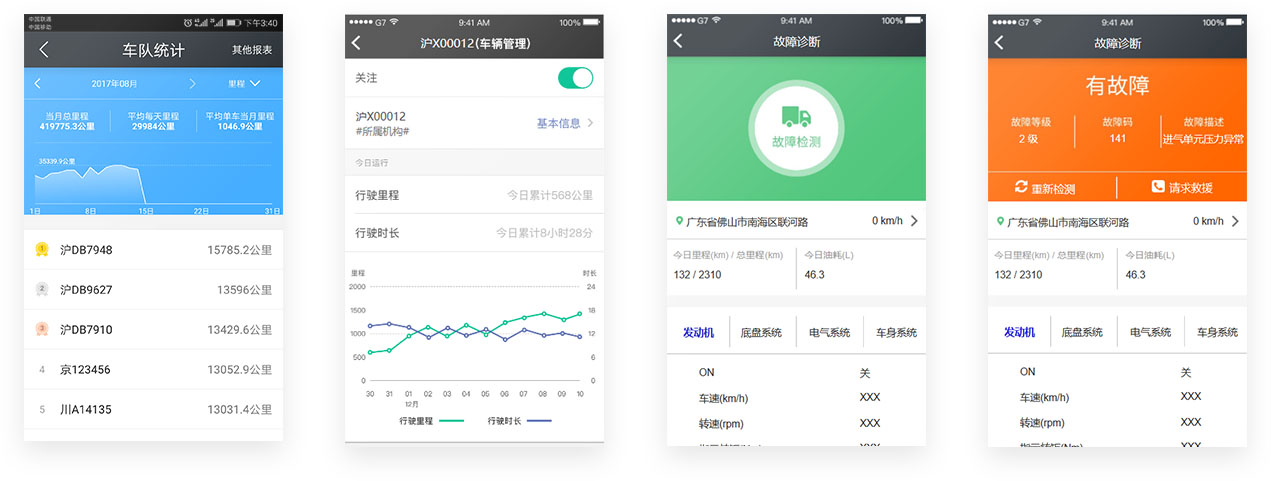 中国联通
中国移动
下午3:40
车队统计
其他报表
2017年08月
里程
当月总里程
419775.3公里
平均每天里程
29984公里
平均单车当月里程
1046.9公里
35339.9公里
1日 8日 15日 22日 31日
1 沪DB7948 15785.2公里
2 沪DB9627 13596公里
3 沪DB7910 13429.6公里
4 京123456 13052.9公里
5 川A14135 13031.4公里
G7 9:41 AM 100%
沪X00012(车辆管理)
关注
沪X00012
#所属机构#
基本信息
今日运行
行驶里程 今日累计568公里
行驶时长 今日累计8小时28分
里程 时长
2000 24
1500 18
1000 12
500 6
0 0
30 31 01 02 03 04 05 06 07 08 09 10
12月
行驶里程 行驶时长
G7 9:41 AM 100%
故障诊断
故障检测
广东省佛山市南海区联河路 0 km/h
今日里程(km) / 总里程(km) 今日油耗(L)
132 / 2310 46.3
发动机 底盘系统 电气系统 车身系统
ON 关
车速(km/h) XXX
转速(rpm) XXX
XXX
G7 9:41 AM 100%
故障诊断
有故障
故障等级 故障码 故障描述
2 级 141 进气单元压力异常
重新检测 请求救援
广东省佛山市南海区联河路 0 km/h
今日里程(km) / 总里程(km) 今日油耗(L)
132 / 2310 46.3
发动机 底盘系统 电气系统 车身系统
ON 关
车速(km/h) XXX
转速(rpm) XXX
XXX